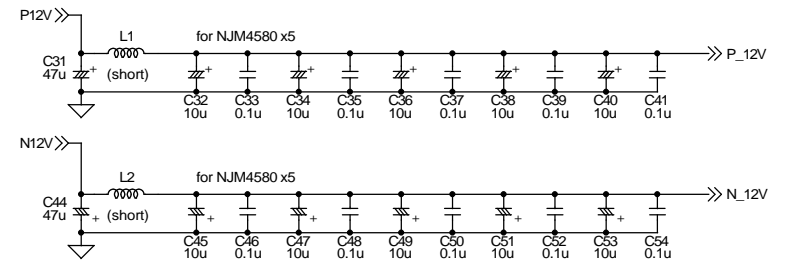 P12V
L1
for NJM4580 x5
P_12V
C31
47u
+
(short)
+
+
+
+
+
C32
10u
C33
0.1u
C34
10u
C35
0.1u
C36
10u
C37
0.1u
C38
10u
C39
0.1u
C40
10u
C41
0.1u
N12V
L2
for NJM4580 x5
N_12V
C44
47u
+
(short)
+
+
+
+
+
C45
10u
C46
0.1u
C47
10u
C48
0.1u
C49
10u
C50
0.1u
C51
10u
C52
0.1u
C53
10u
C54
0.1u